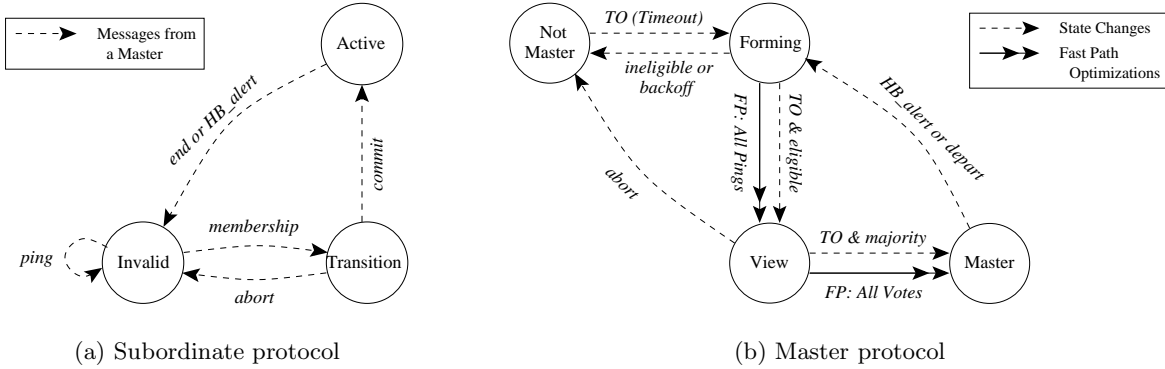 Messages from
a Master
Active
end or HB_alert
commit
ping
Invalid
membership
Transition
abort
(a) Subordinate protocol
Not
Master
TO (Timeout)
Forming
ineligible or
backoff
State Changes
Fast Path
Optimizations
FP: All Pings
TO & eligible
HB_alert or depart
abort
View
TO & majority
Master
FP: All Votes
(b) Master protocol